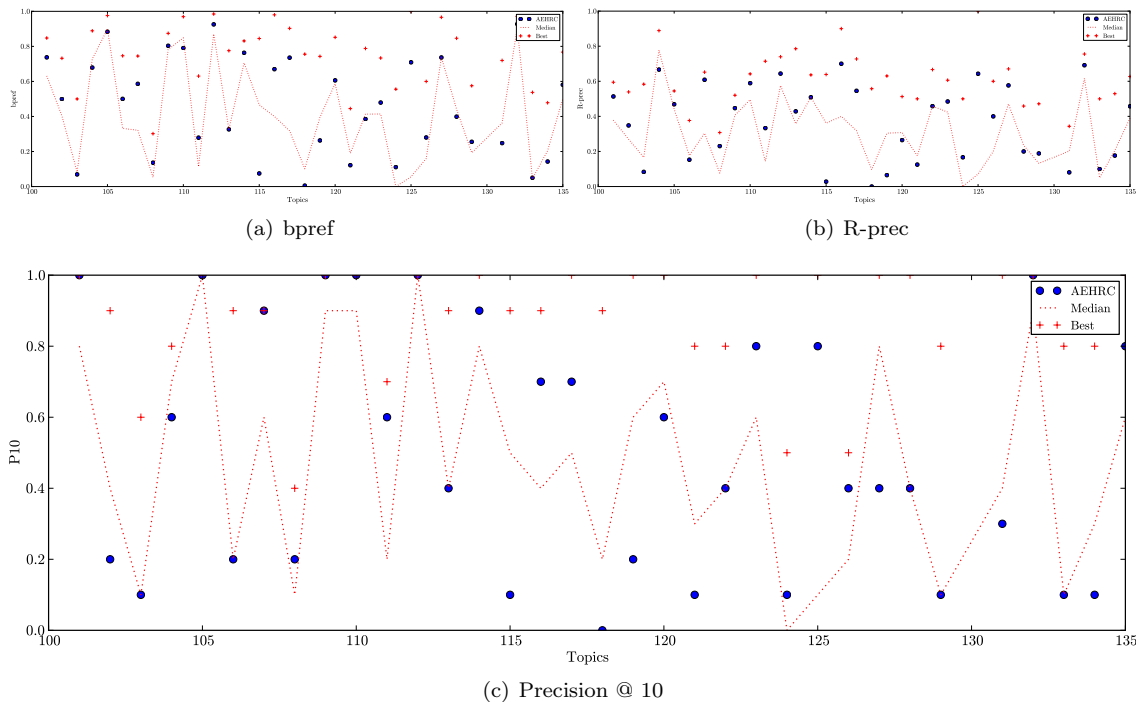 1.0
0.8
0.6
0.4
0.2
0.0
bpref
100 105 110 115 120 125 130 135
Topics
AEHRC
Median
Best
(a) bpref
1.0
0.8
0.6
0.4
0.2
0.0
R-prec
100 105 110 115 120 125 130 135
Topics
AEHRC
Median
Best
(b) R-prec
1.0
0.8
0.6
0.4
0.2
0.0
P10
100 105 110 115 120 125 130 135
Topics
AEHRC
Median
Best
(c) Precision @ 10